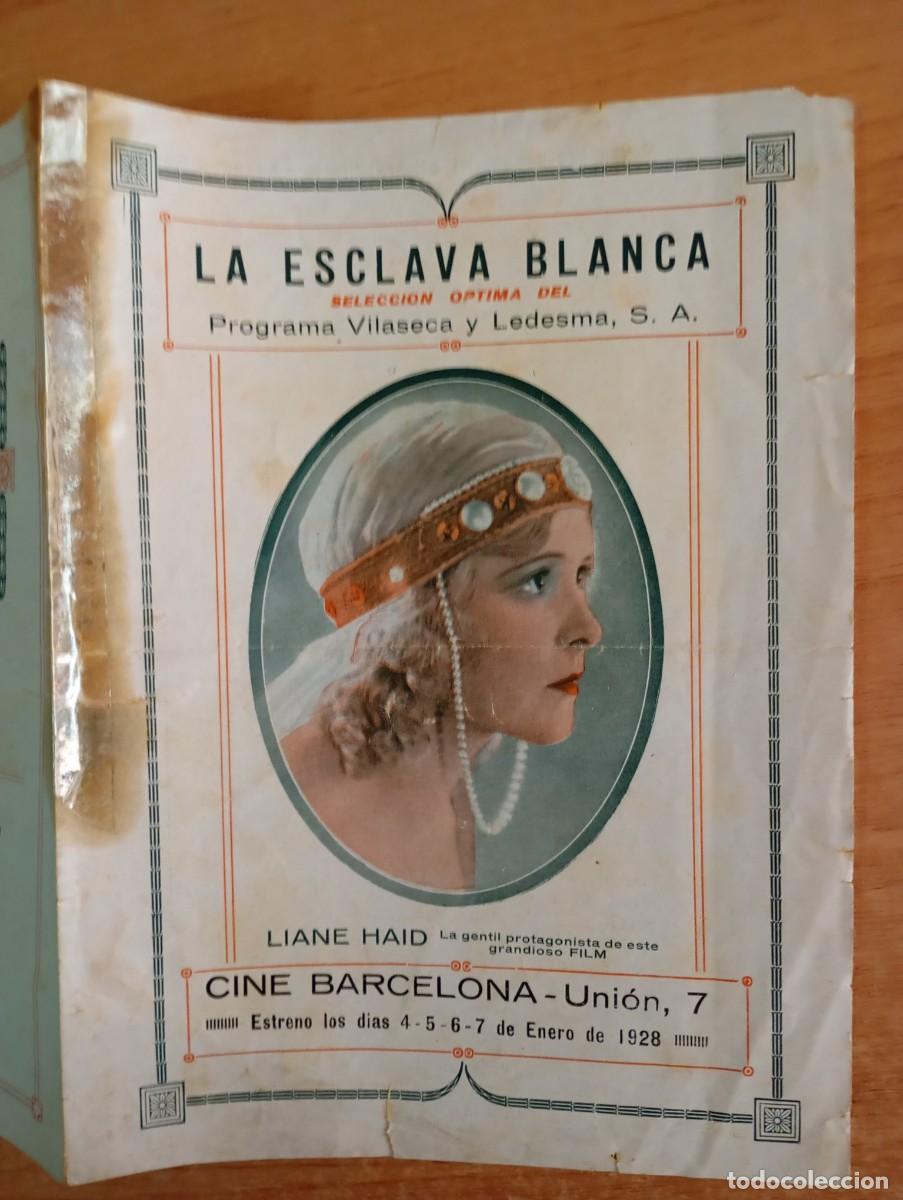 LA ESCLAVA BLANCA
SELECCION OPTIMA DEL
Programa Vilaseca y Ledesma, S. A.
LIANE HAID La gentil protagonista de este
grandioso FILM
CINE BARCELONA - Unión, 7
Estreno los dias 4-5-6-7 de Enero de 1928
todocoleccion